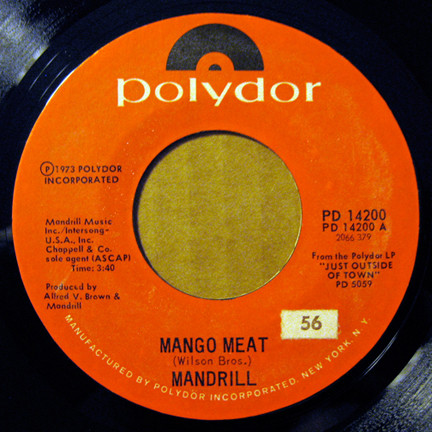 polydor
Ⓟ 1973 POLYDOR
INCORPORATED
Mandrill Music
Inc./Intersong-
U.S.A., Inc.
Chappell & Co.
sole agent (ASCAP)
Time: 3:40
Produced by
Alfred V. Brown &
Mandrill
PD 14200
PD 14200 A
2066 379
From the Polydor LP
"JUST OUTSIDE
OF TOWN"
PD 5059
56
MANGO MEAT
(Wilson Bros.)
MANDRILL
MANUFACTURED BY POLYDOR INCORPORATED, NEW YORK, N.Y.